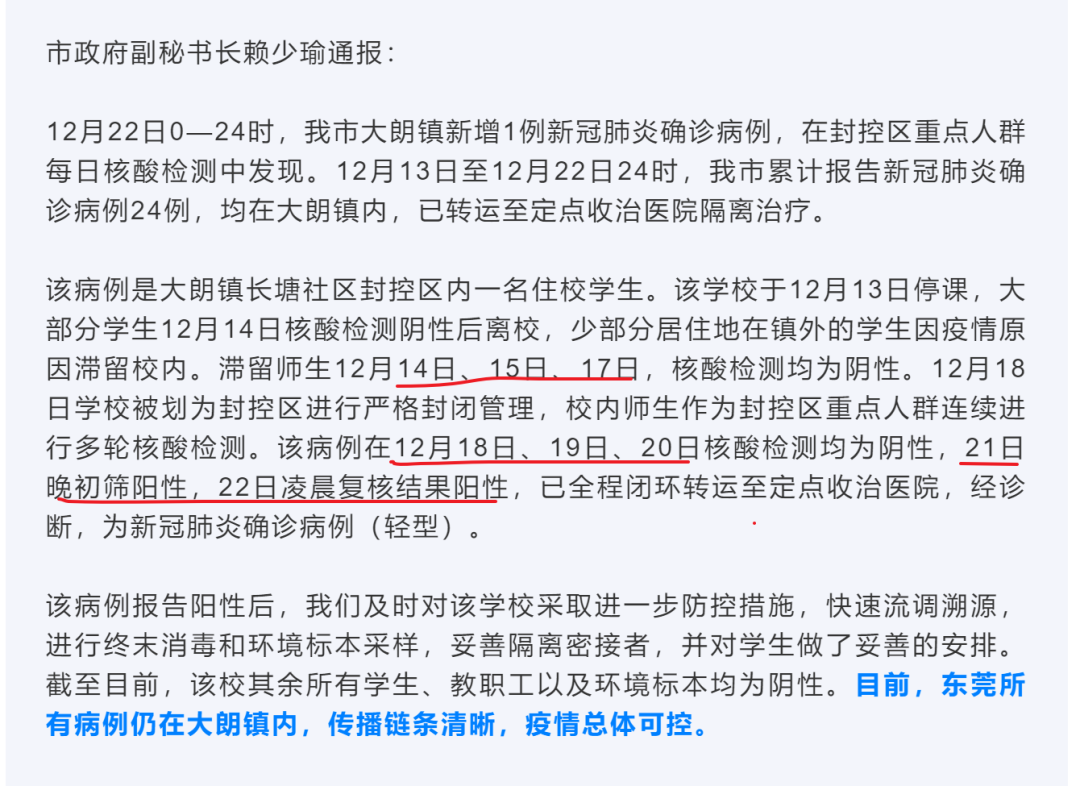 市政府副秘书长赖少瑜通报：
12月22日0—24时，我市大朗镇新增1例新冠肺炎确诊病例，在封控区重点人群
每日核酸检测中发现。12月13日至12月22日24时，我市累计报告新冠肺炎确
诊病例24例，均在大朗镇内，已转运至定点收治医院隔离治疗。
该病例是大朗镇长塘社区封控区内一名住校学生。该学校于12月13日停课，大
部分学生12月14日核酸检测阴性后离校，少部分居住地在镇外的学生因疫情原
因滞留校内。滞留师生12月14日、15日、17日，核酸检测均为阴性。12月18
日学校被划为封控区进行严格封闭管理，校内师生作为封控区重点人群连续进
行多轮核酸检测。该病例在12月18日、19日、20日核酸检测均为阴性，21日
晚初筛阳性，22日凌晨复核结果阳性，已全程闭环转运至定点收治医院，经诊
断，为新冠肺炎确诊病例（轻型）。
该病例报告阳性后，我们及时对该学校采取进一步防控措施，快速流调溯源，
进行终末消毒和环境标本采样，妥善隔离密接者，并对学生做了妥善的安排。
截至目前，该校其余所有学生、教职工以及环境标本均为阴性。目前，东莞所
有病例仍在大朗镇内，传播链条清晰，疫情总体可控。